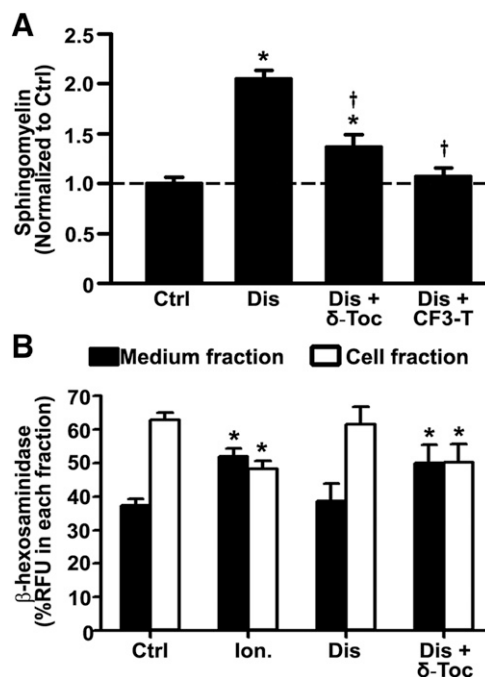 A
Sphingomyelin
(Normalized to Ctrl)
2.5
2.0
1.5
1.0
0.5
0
*
†
*
†
Ctrl
Dis
Dis +
δ-Toc
Dis +
CF3-T
B
Medium fraction
Cell fraction
β-hexosaminidase
(%RFU in each fraction)
70
60
50
40
30
20
10
0
* *
* *
Ctrl
Ion.
Dis
Dis +
δ-Toc